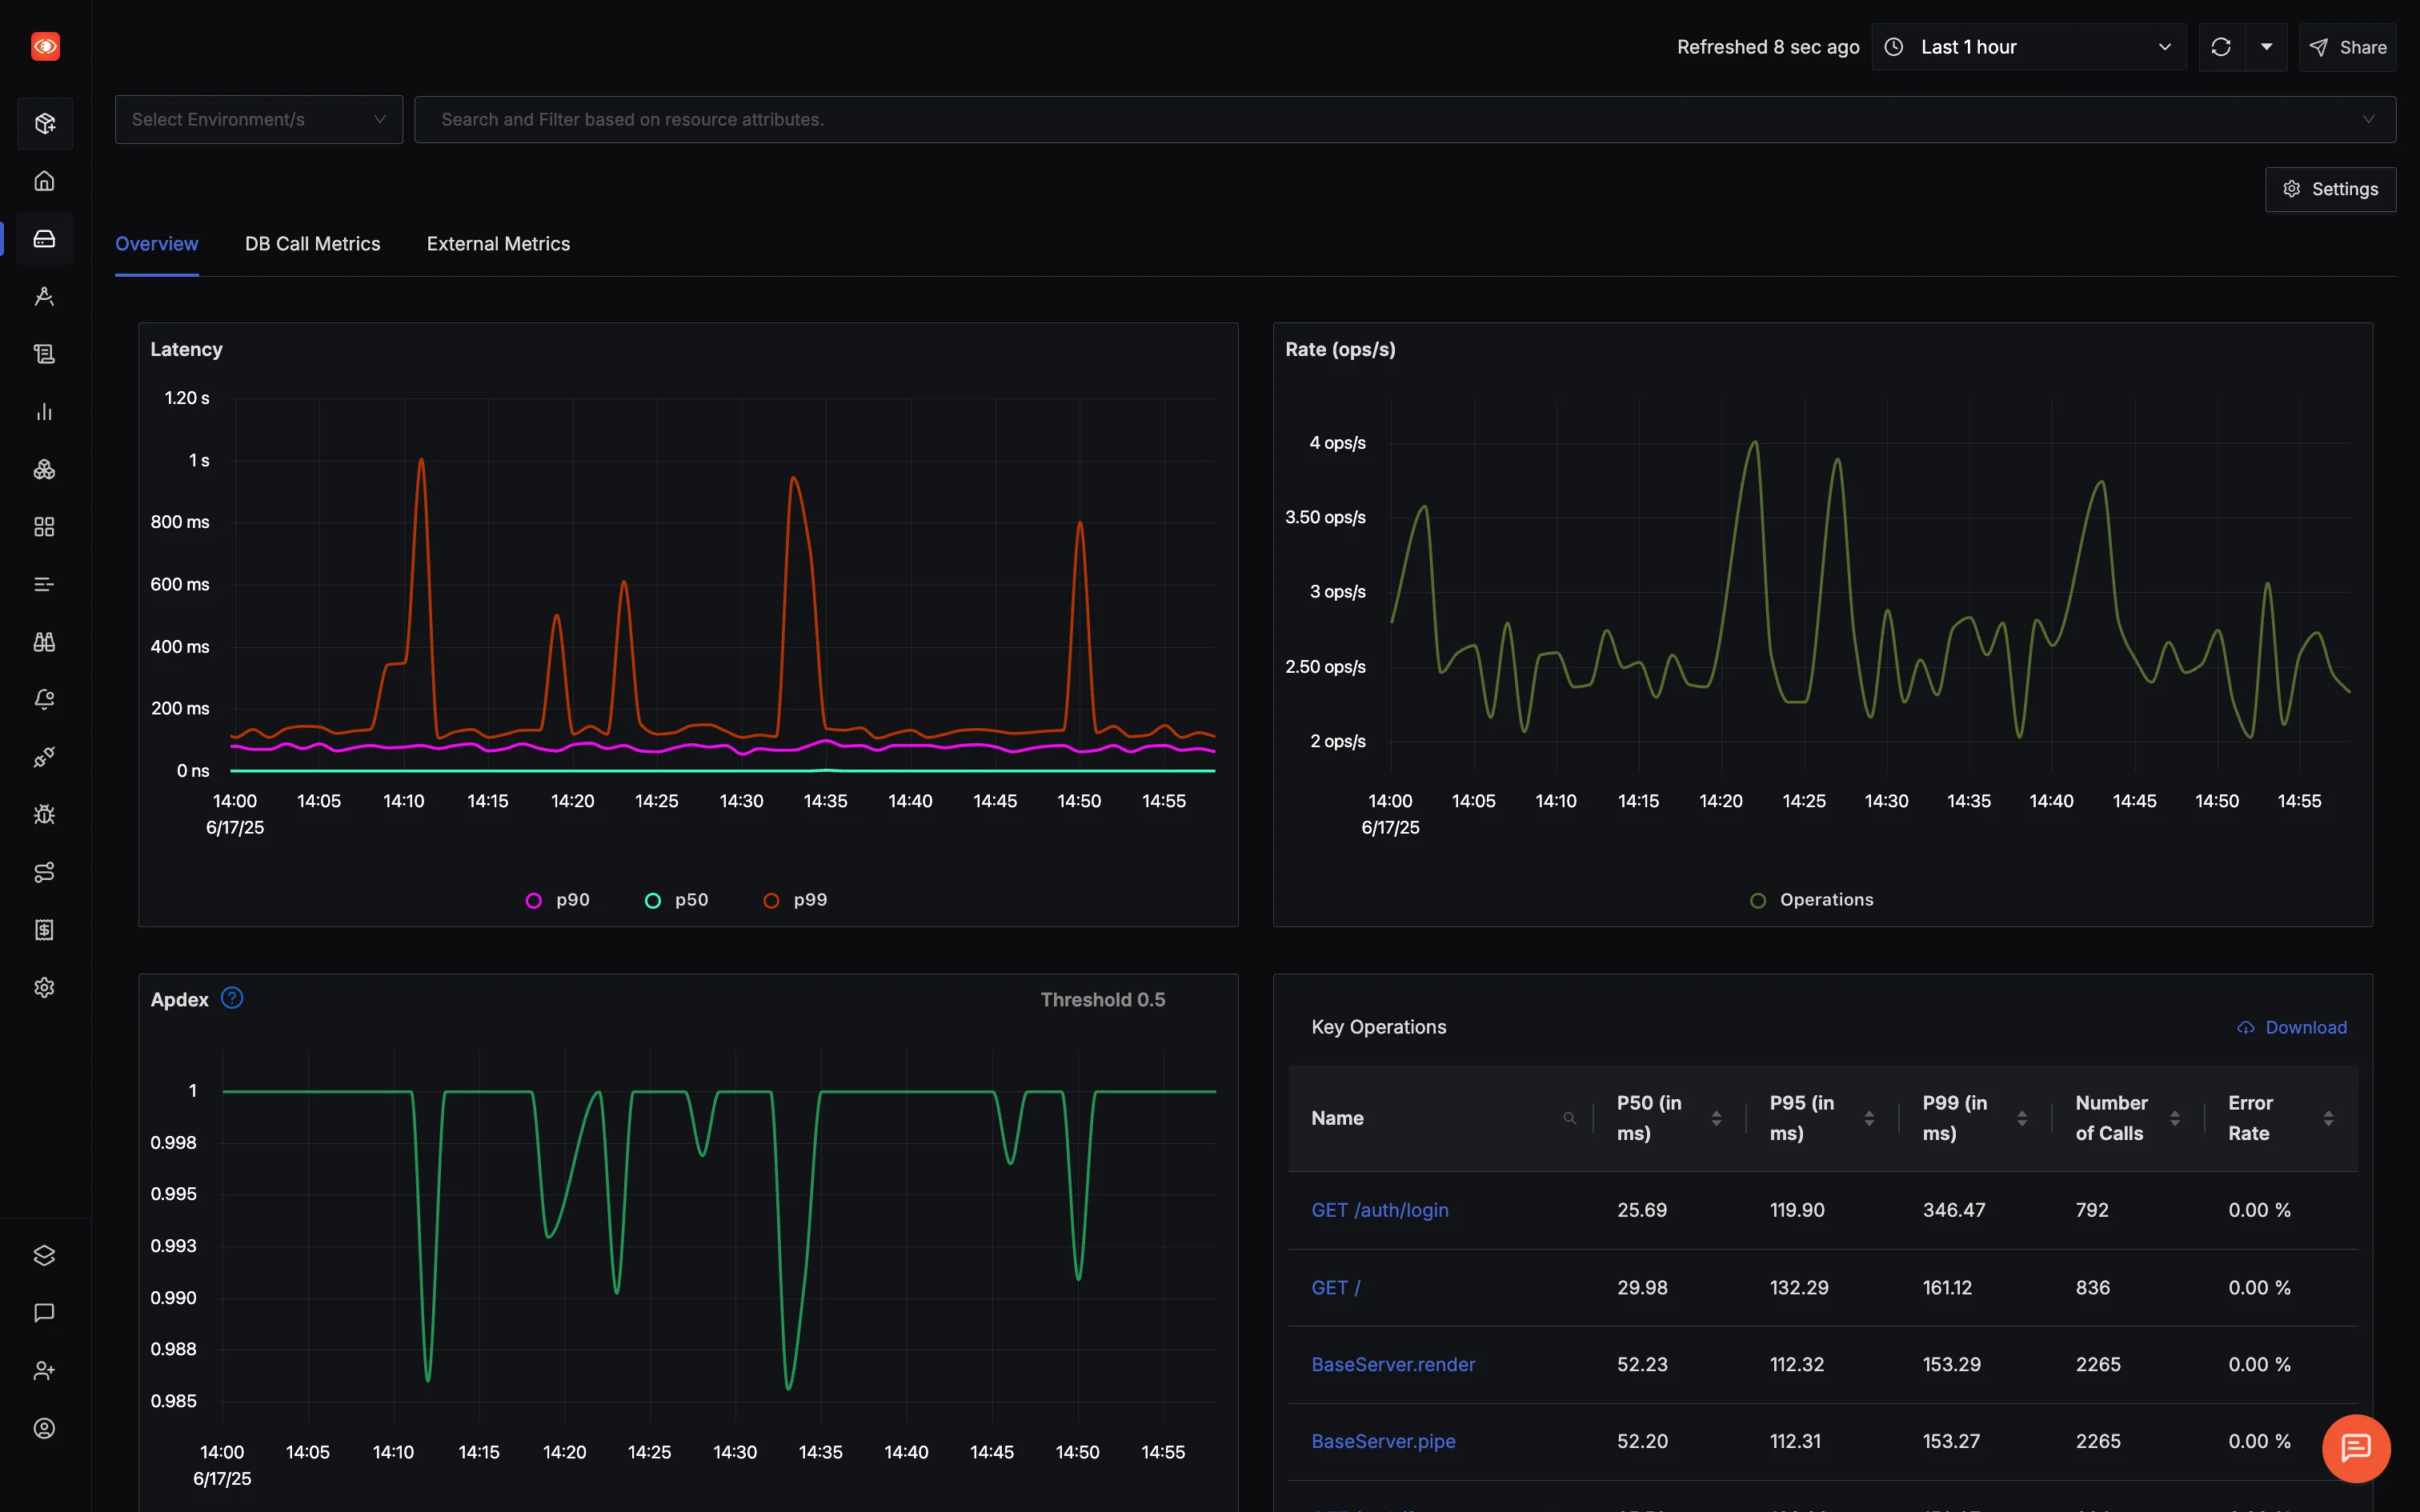 Refreshed 8 sec ago
Last 1 hour
Share
Select Environment/s
Search and Filter based on resource attributes.
Settings
Overview
DB Call Metrics
External Metrics
Latency
1.20 s
1 s
800 ms
600 ms
400 ms
200 ms
0 ns
14:00 14:05 14:10 14:15 14:20 14:25 14:30 14:35 14:40 14:45 14:50 14:55
6/17/25
p90 p50 p99
Rate (ops/s)
4 ops/s
3.50 ops/s
3 ops/s
2.50 ops/s
2 ops/s
14:00 14:05 14:10 14:15 14:20 14:25 14:30 14:35 14:40 14:45 14:50 14:55
6/17/25
Operations
Apdex
Threshold 0.5
1
0.998
0.995
0.993
0.990
0.988
0.985
14:00 14:05 14:10 14:15 14:20 14:25 14:30 14:35 14:40 14:45 14:50 14:55
6/17/25
Key Operations
Download
Name
P50 (in ms)
P95 (in ms)
P99 (in ms)
Number of Calls
Error Rate
GET /auth/login 25.69 119.90 346.47 792 0.00 %
GET / 29.98 132.29 161.12 836 0.00 %
BaseServer.render 52.23 112.32 153.29 2265 0.00 %
BaseServer.pipe 52.20 112.31 153.27 2265 0.00 %